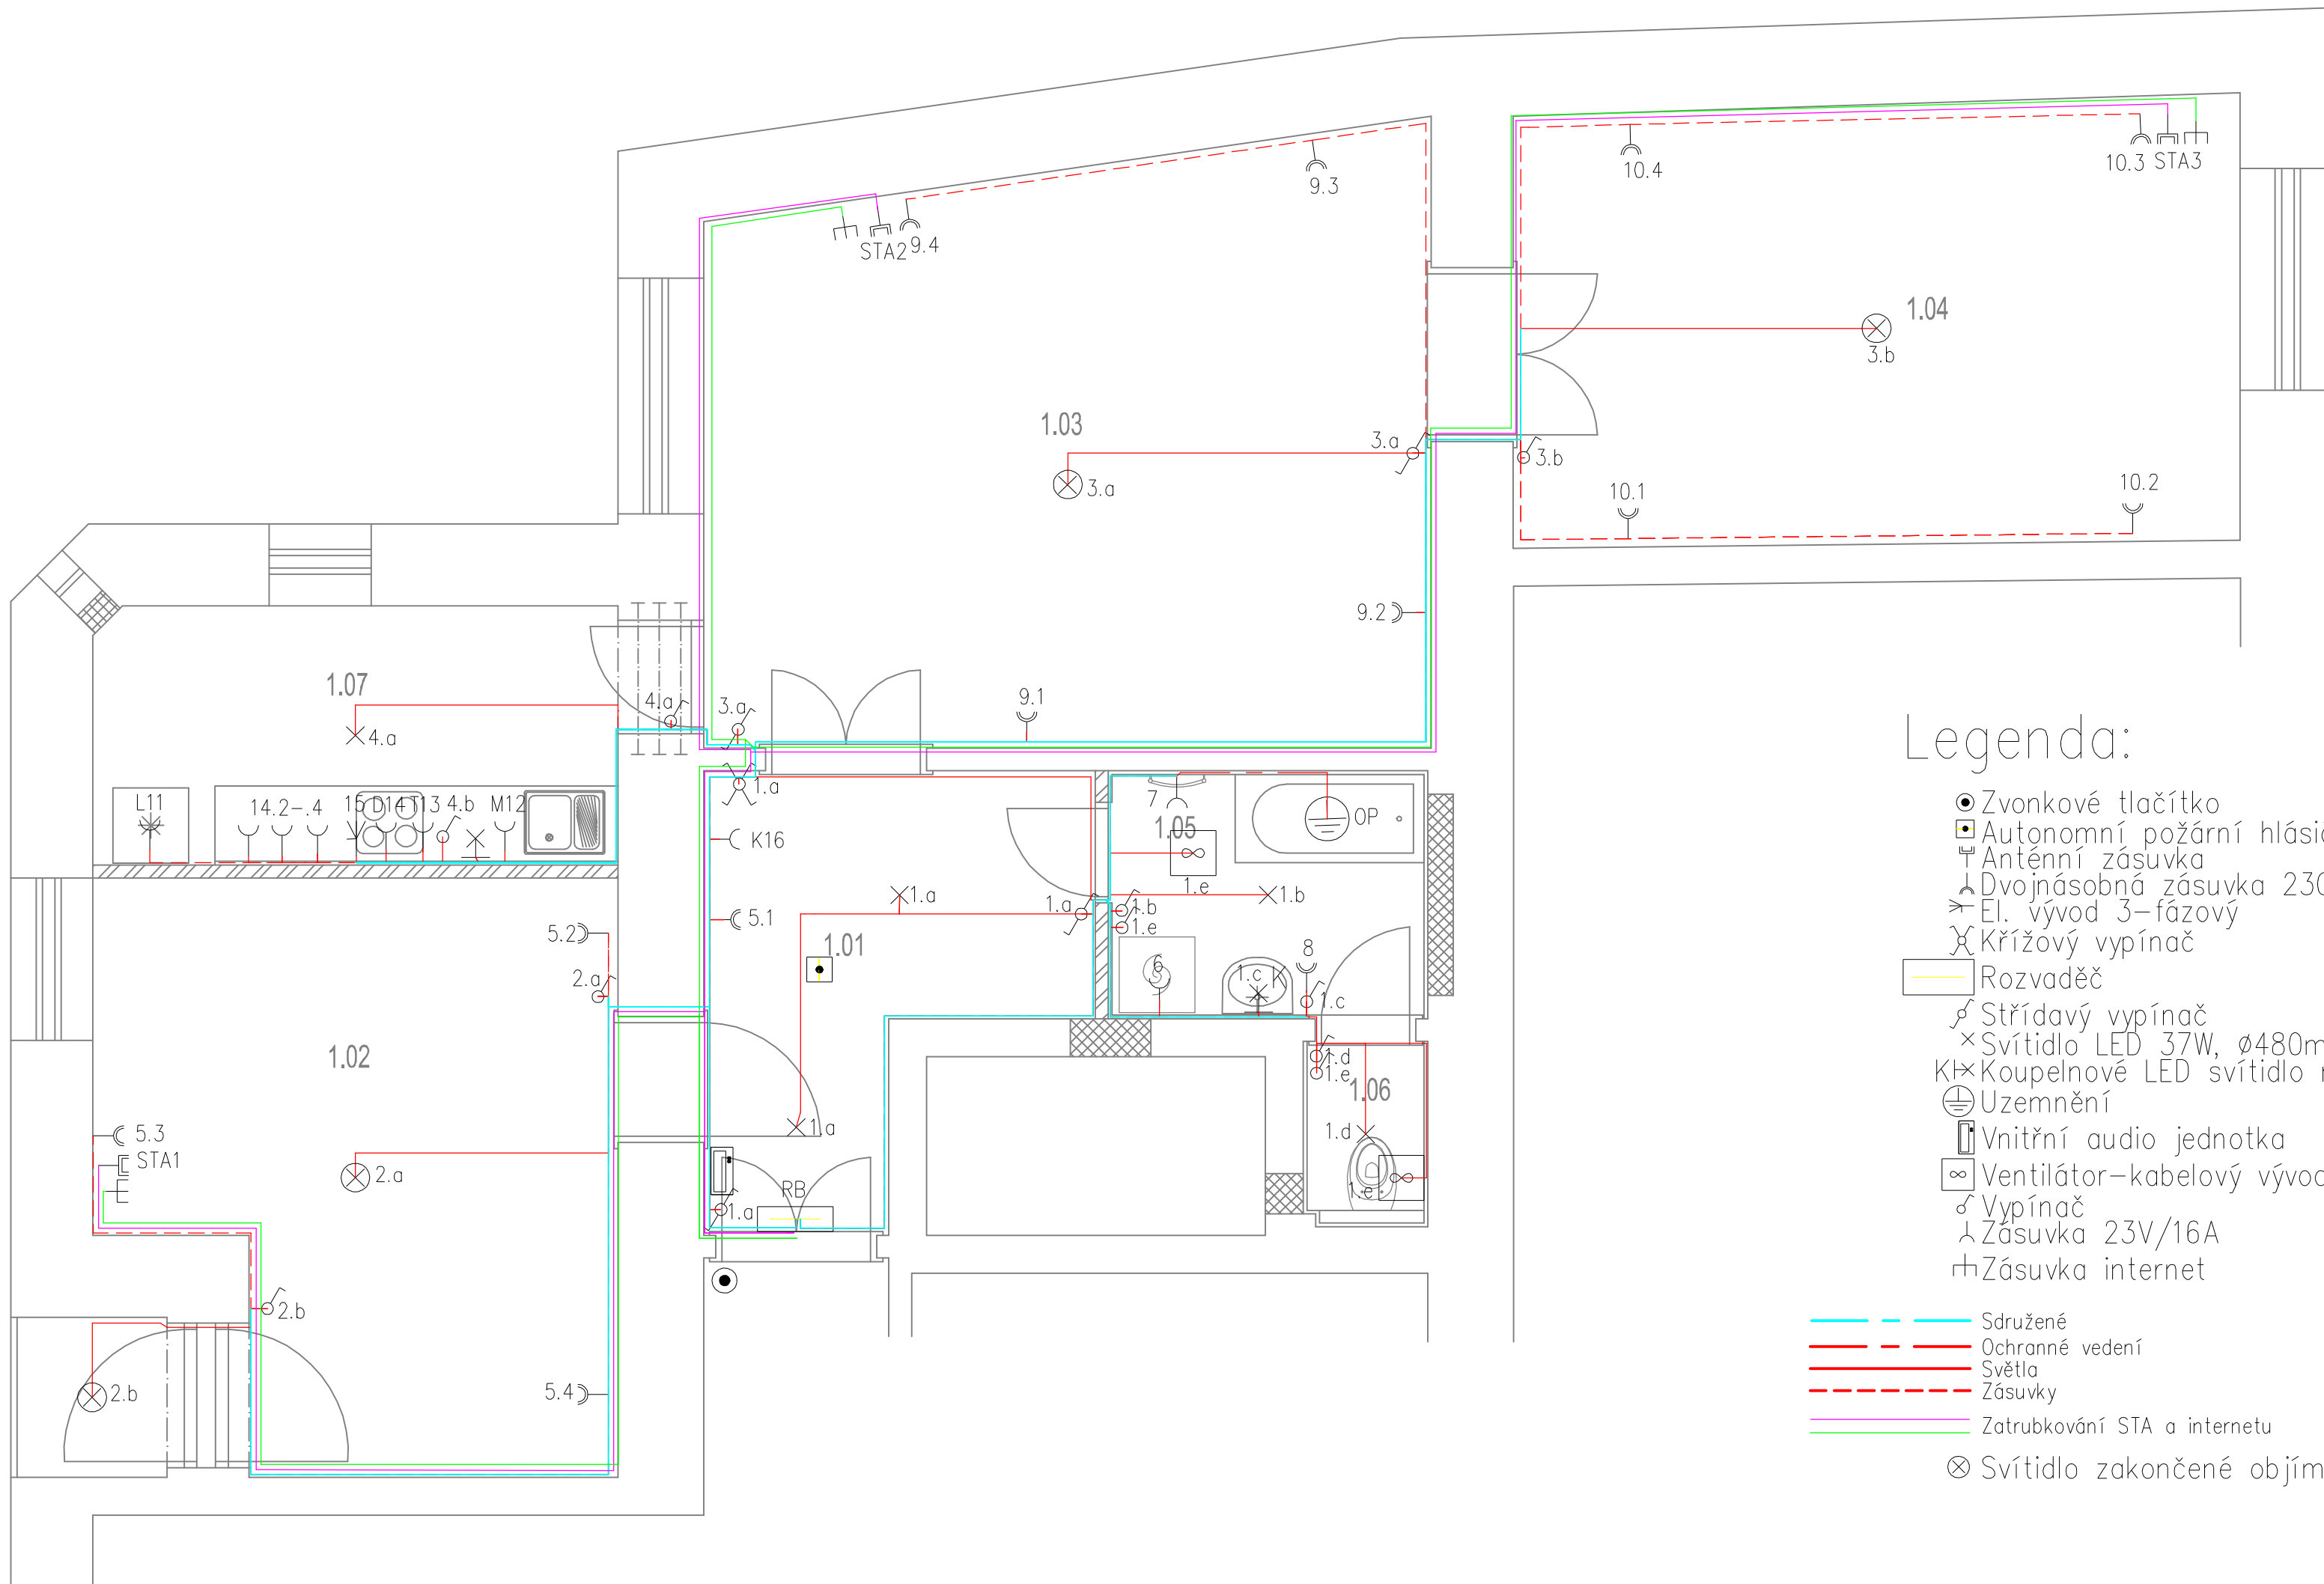 9.3
STA2
9.4
10.4
10.3
STA3
1.04
3.b
1.03
3.a
3.a
3.b
10.1
10.2
9.2
9.1
1.07
4.a
3.a
4.a
1.a
L11
14.2-.4
15
D14
T13
4.b
M12
K16
7
1.05
OP
1.e
1.b
1.a
1.a
1.b
1.e
5.1
5.2
1.01
2.a
6
1.c
K
8
1.c
1.02
1.d
1.e
1.06
1.a
1.d
5.3
STA1
2.a
RB
1.a
1.e
2.b
2.b
5.4
Legenda:
Zvonkové tlačítko
Autonomní požární
Anténní zásuvka
Dvojnásobná zásuvka
El. vývod 3-fázový
Křížový vypínač
Rozvaděč
Střídavý vypínač
Svítidlo LED 37W,
K Koupelnové LED svítidlo
Uzemnění
Vnitřní audio jednotka
Ventilátor-kabelový vývod
Vypínač
Zásuvka 23V/16A
Zásuvka internet
Sdružené
Ochranné vedení
Světla
Zásuvky
Zatrubkování STA a internetu
Svítidlo zakončené